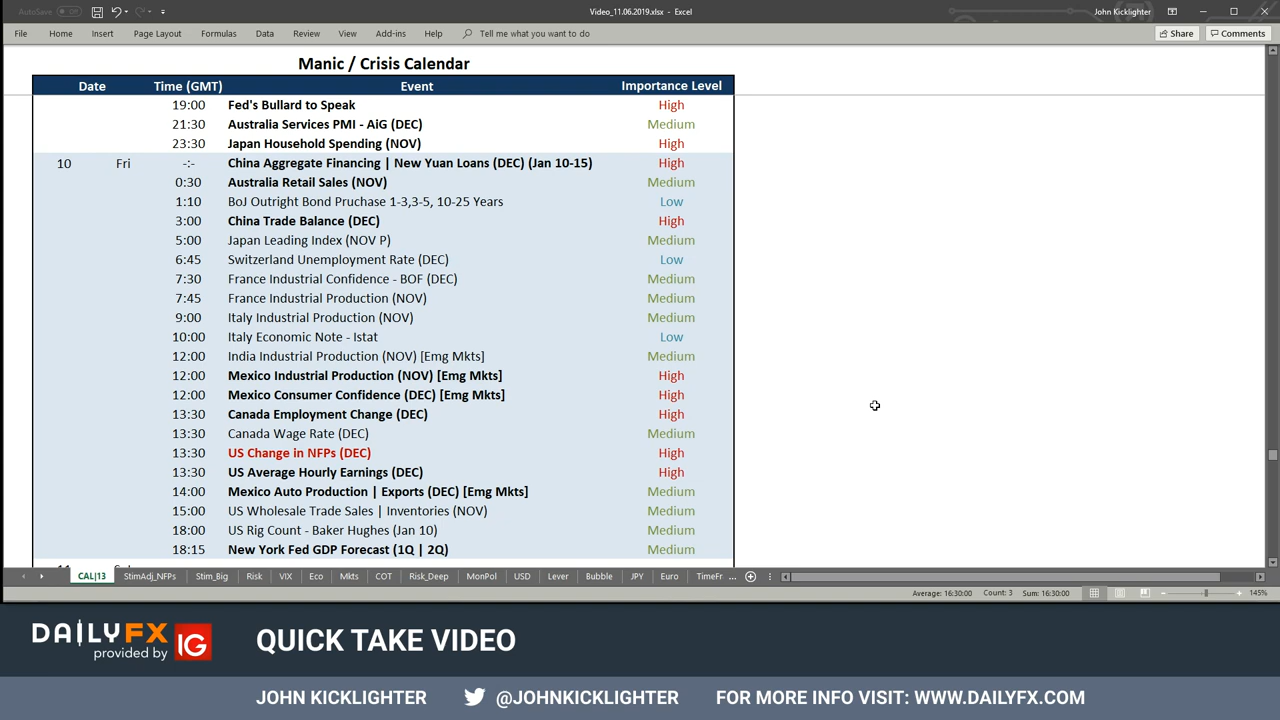 AutoSave Off Video_11.06.2019.xlsx - Excel John Kicklighter
File Home Insert Page Layout Formulas Data Review View Add-ins Help Tell me what you want to do Share Comments
Manic / Crisis Calendar
Date Time (GMT) Event Importance Level
19:00 Fed's Bullard to Speak High
21:30 Australia Services PMI - AiG (DEC) Medium
23:30 Japan Household Spending (NOV) High
10 Fri -:- China Aggregate Financing | New Yuan Loans (DEC) (Jan 10-15) High
0:30 Australia Retail Sales (NOV) Medium
1:10 BoJ Outright Bond Pruchase 1-3,3-5, 10-25 Years Low
3:00 China Trade Balance (DEC) High
5:00 Japan Leading Index (NOV P) Medium
6:45 Switzerland Unemployment Rate (DEC) Low
7:30 France Industrial Confidence - BOF (DEC) Medium
7:45 France Industrial Production (NOV) Medium
9:00 Italy Industrial Production (NOV) Medium
10:00 Italy Economic Note - Istat Low
12:00 India Industrial Production (NOV) [Emg Mkts] Medium
12:00 Mexico Industrial Production (NOV) [Emg Mkts] High
12:00 Mexico Consumer Confidence (DEC) [Emg Mkts] High
13:30 Canada Employment Change (DEC) High
13:30 Canada Wage Rate (DEC) Medium
13:30 US Change in NFPs (DEC) High
13:30 US Average Hourly Earnings (DEC) High
14:00 Mexico Auto Production | Exports (DEC) [Emg Mkts] Medium
15:00 US Wholesale Trade Sales | Inventories (NOV) Medium
18:00 US Rig Count - Baker Hughes (Jan 10) Medium
18:15 New York Fed GDP Forecast (1Q | 2Q) Medium
CAL|13 StimAdj_NFPs Stim_Big Risk VIX Eco Mkts COT Risk_Deep MonPol USD Lever Bubble JPY Euro TimeFr ...
Average: 16:30:00 Count: 3 Sum: 16:30:00 145%
DAILYFX provided by IG QUICK TAKE VIDEO
JOHN KICKLIGHTER @JOHNKICKLIGHTER FOR MORE INFO VISIT: WWW.DAILYFX.COM